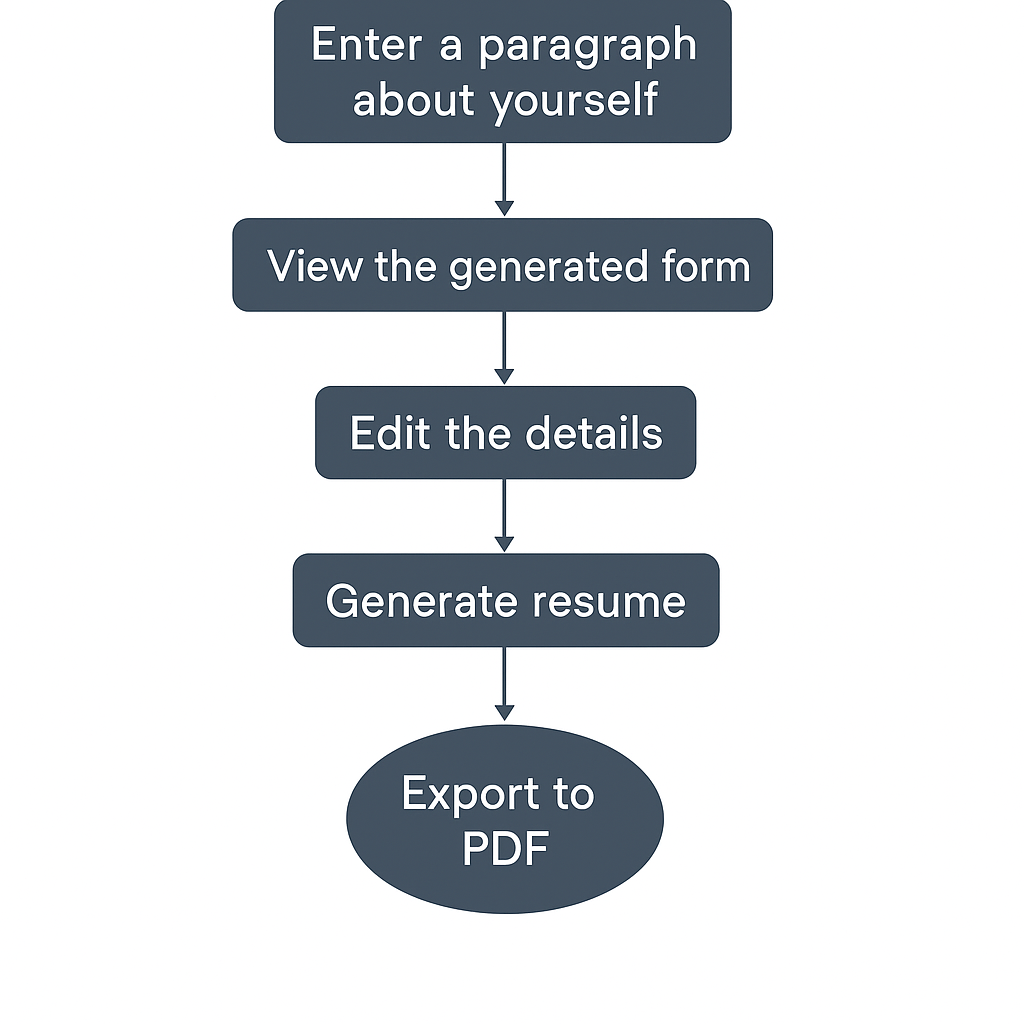 Enter a paragraph
about yourself
View the generated form
Edit the details
Generate resume
Export to
PDF